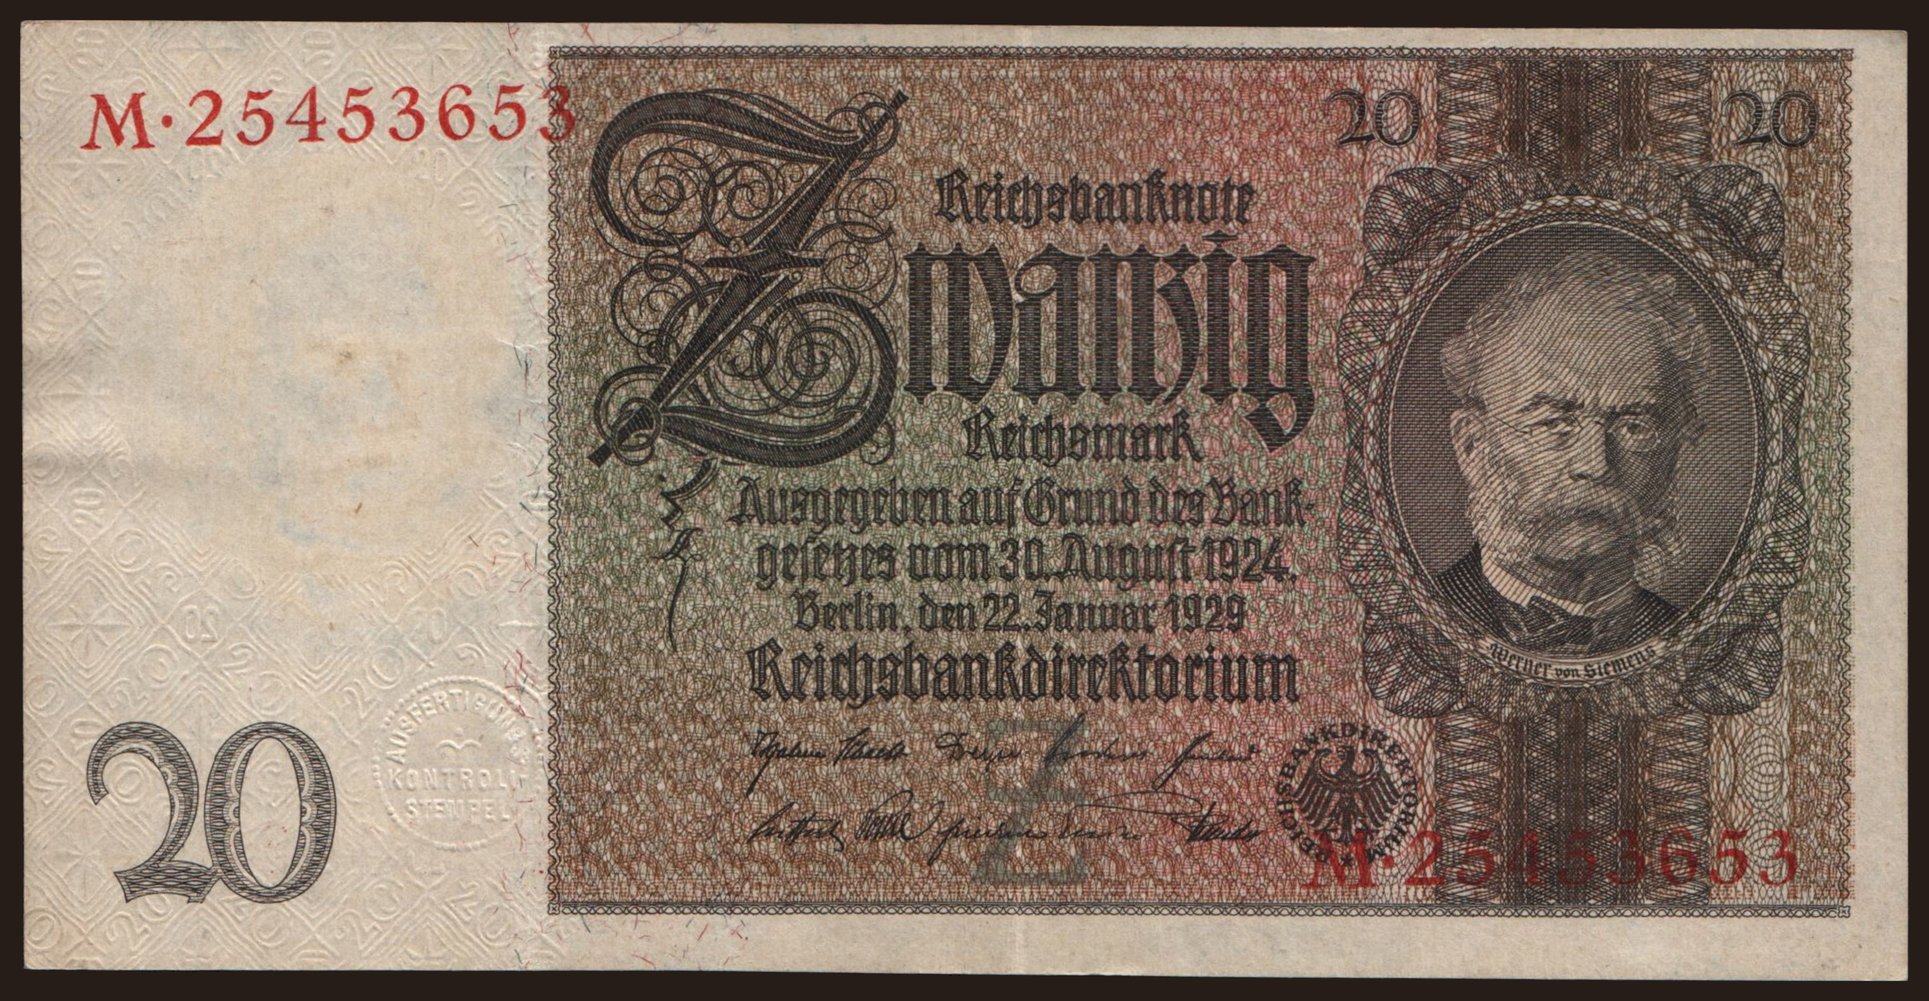 M·25453653
20 20
Reichsbanknote
Zwanzig
Reichsmark
Ausgegeben auf Grund des Bank-
gesetzes vom 30. August 1924.
Berlin, den 22. Januar 1929
Reichsbankdirektorium
Werner von Siemens
20
AUSFERTIGUNGS
KONTROLL
STEMPEL
Z
REICHSBANKDIREKTORIUM
M·25453653